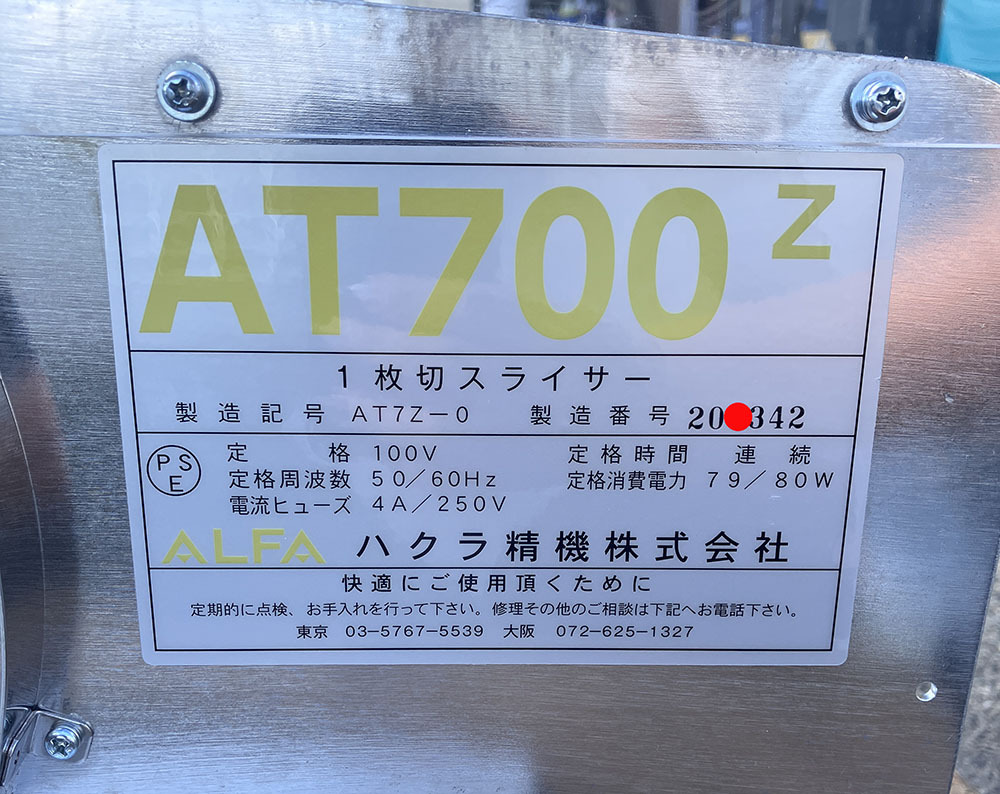 AT700 Z
1枚切スライサー
製造記号 AT7Z-0 製造番号 20 342
PSE
定格 100V 定格時間 連続
定格周波数 50/60Hz 定格消費電力 79/80W
電流ヒューズ 4A/250V
ALFA ハクラ精機株式会社
快適にご使用頂くために
定期的に点検、お手入れを行って下さい。修理その他のご相談は下記へお電話下さい。
東京 03-5767-5539 大阪 072-625-1327